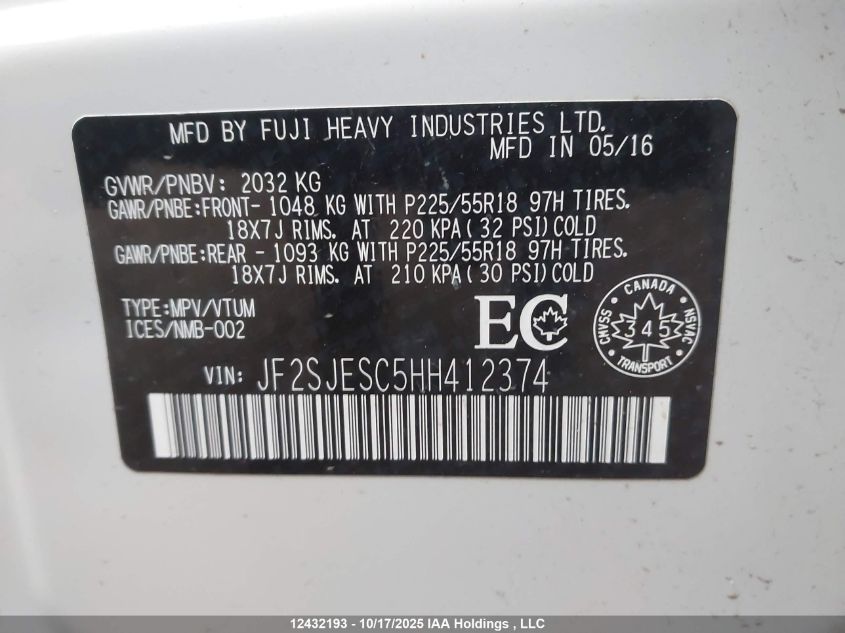 MFD BY FUJI HEAVY INDUSTRIES LTD.
MFD IN 05/16
GVWR/PNBV: 2032 KG
GAWR/PNBE:FRONT- 1048 KG WITH P225/55R18 97H TIRES.
18X7J RIMS. AT 220 KPA( 32 PSI)COLD
GAWR/PNBE:REAR - 1093 KG WITH P225/55R18 97H TIRES.
18X7J RIMS. AT 210 KPA( 30 PSI)COLD
TYPE:MPV/VTUM
ICES/NMB-002
EC
CANADA
CMVSS
345
NSVAC
TRANSPORT
VIN: JF2SJESC5HH412374
12432193 - 10/17/2025 IAA Holdings , LLC